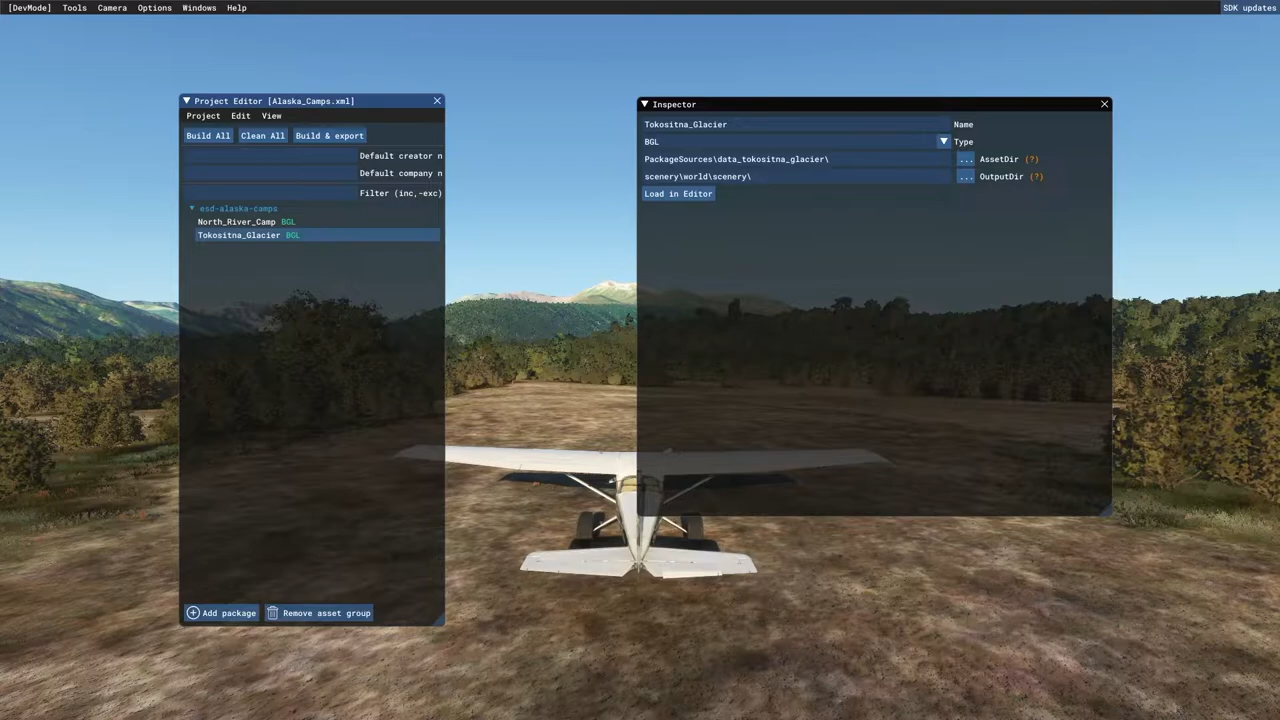 [DevMode] Tools Camera Options Windows Help SDK updates
Project Editor [Alaska_Camps.xml]
Project Edit View
Build All Clean All Build & export
Default creator n
Default company n
Filter (inc,-exc)
esd-alaska-camps
North_River_Camp BGL
Tokositna_Glacier BGL
Add package Remove asset group
Inspector
Tokositna_Glacier Name
BGL Type
PackageSources\data_tokositna_glacier\ ... AssetDir (?)
scenery\world\scenery\ ... OutputDir (?)
Load in Editor